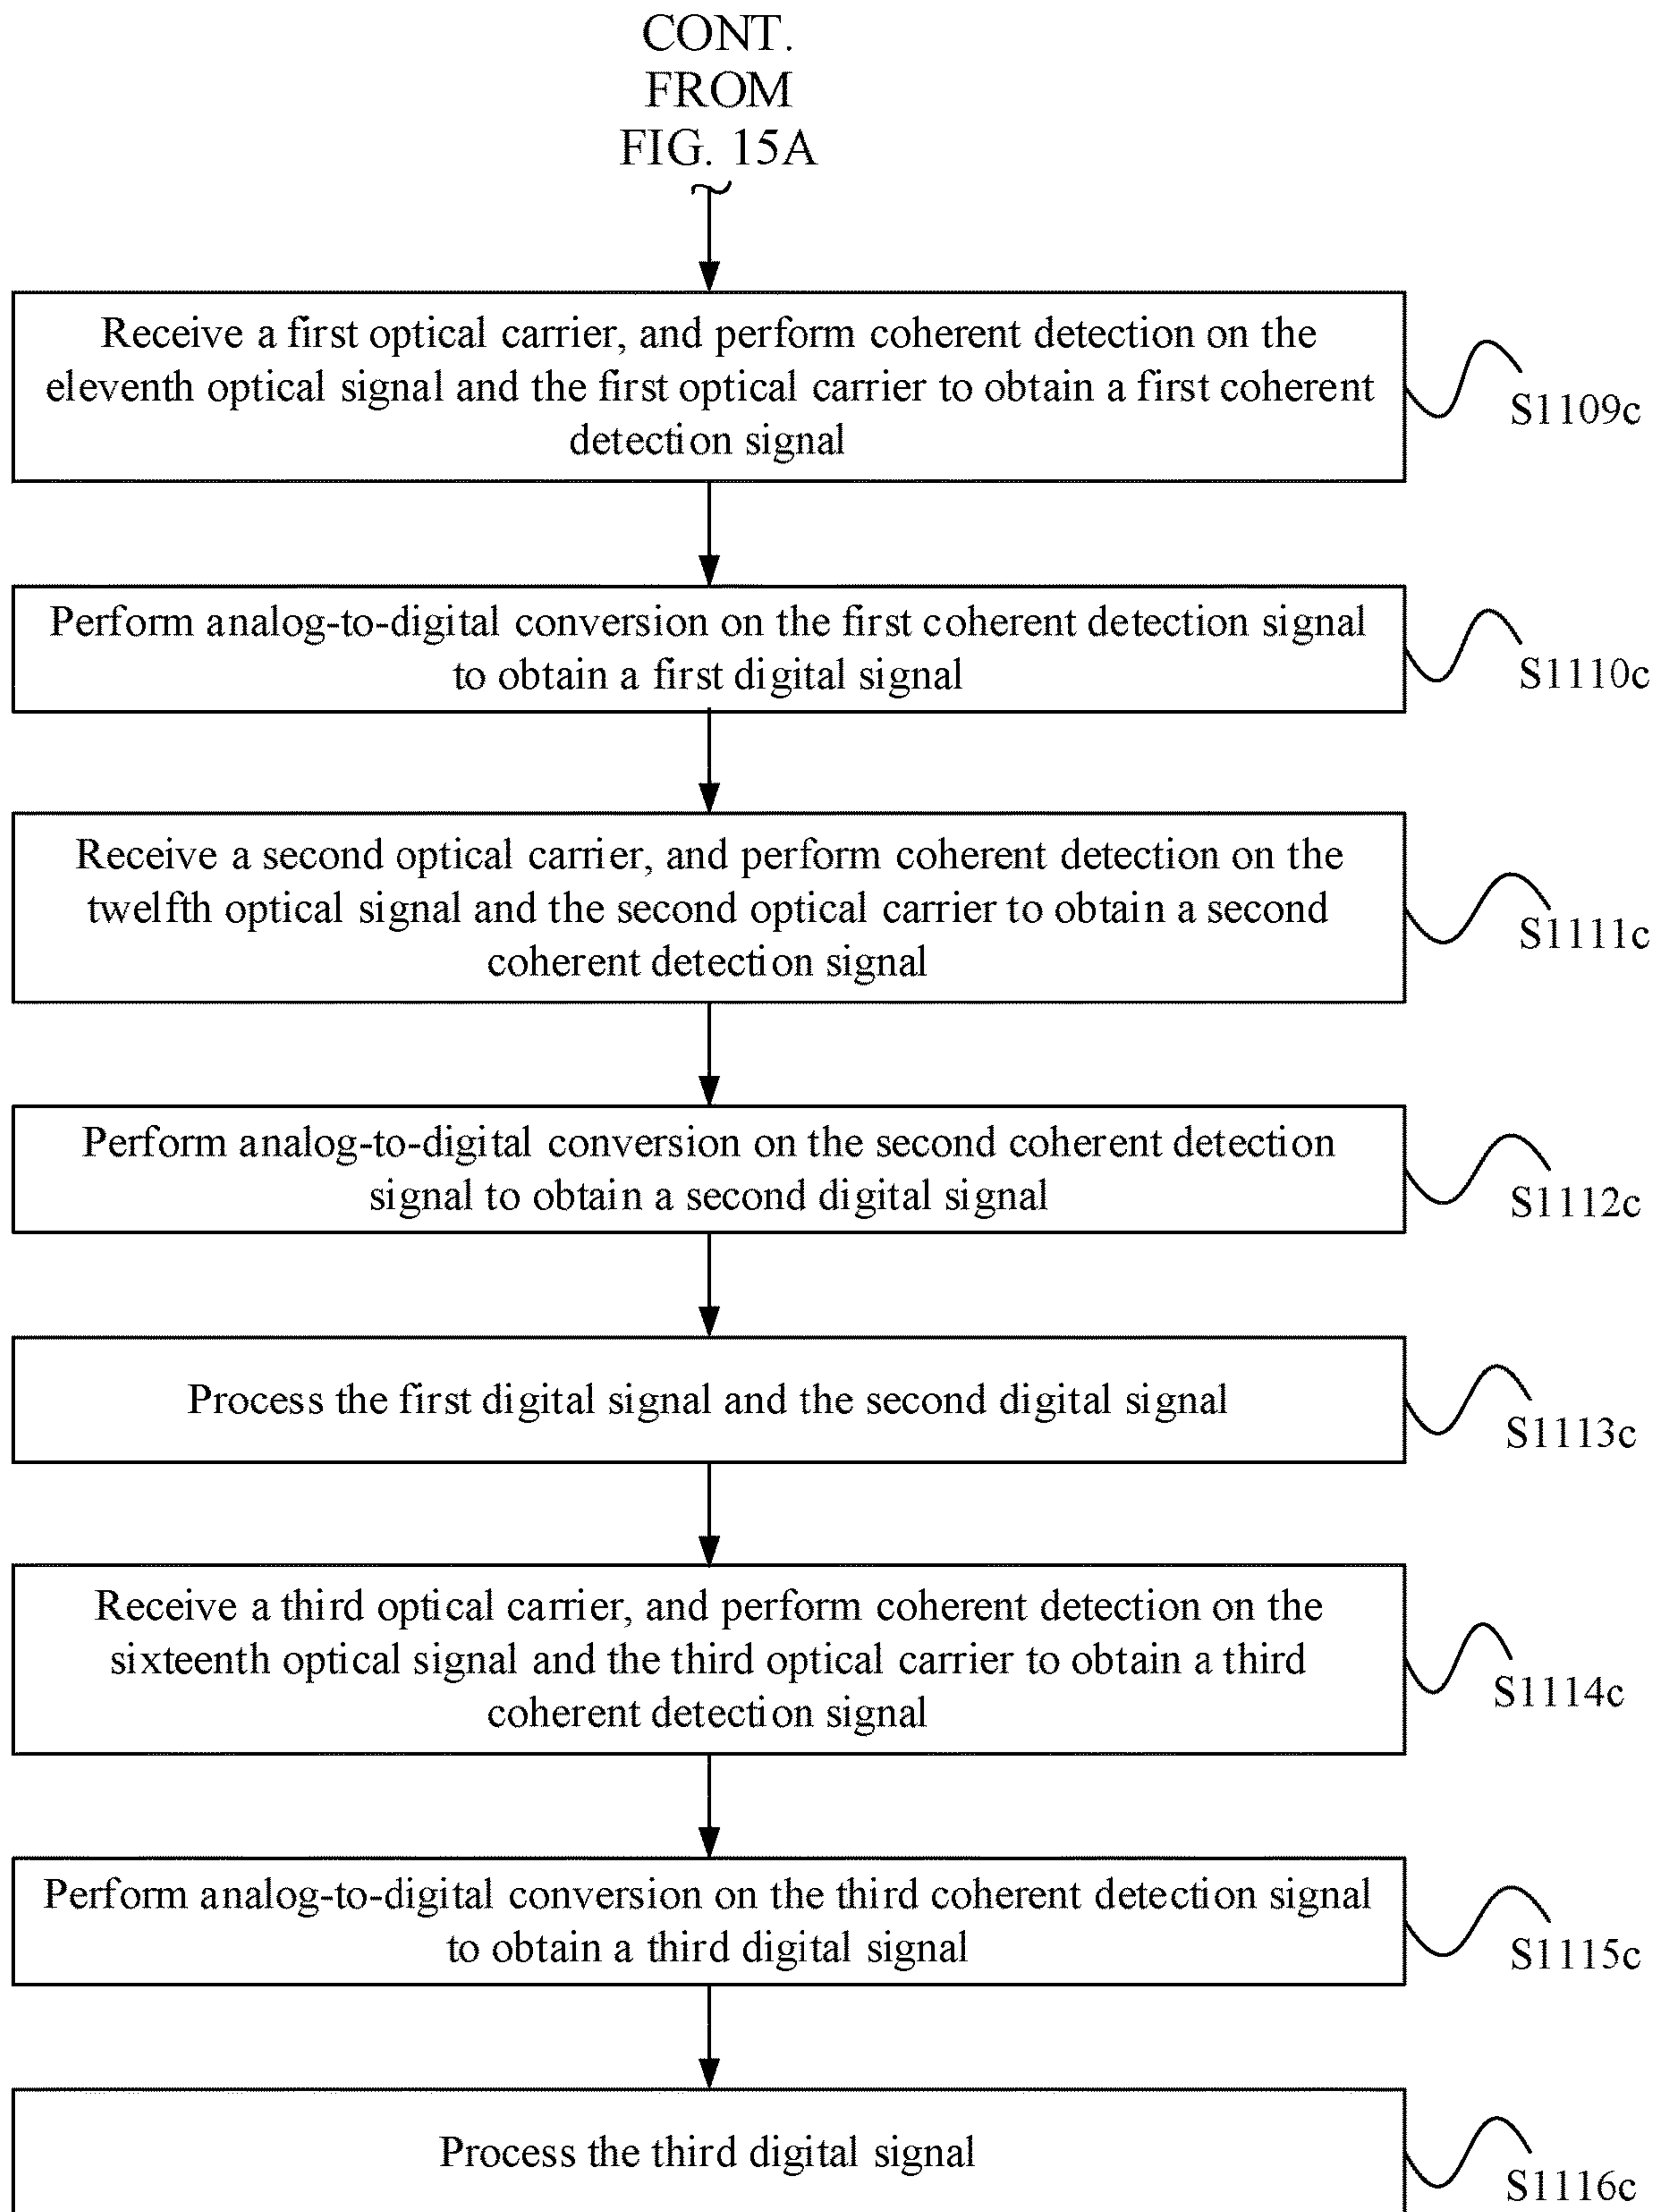 CONT.
FROM
FIG. 15A
Receive a first optical carrier, and perform coherent detection on the
eleventh optical signal and the first optical carrier to obtain a first coherent
detection signal
S1109c
Perform analog-to-digital conversion on the first coherent detection signal
to obtain a first digital signal
S1110c
Receive a second optical carrier, and perform coherent detection on the
twelfth optical signal and the second optical carrier to obtain a second
coherent detection signal
S1111c
Perform analog-to-digital conversion on the second coherent detection
signal to obtain a second digital signal
S1112c
Process the first digital signal and the second digital signal
S1113c
Receive a third optical carrier, and perform coherent detection on the
sixteenth optical signal and the third optical carrier to obtain a third
coherent detection signal
S1114c
Perform analog-to-digital conversion on the third coherent detection signal
to obtain a third digital signal
S1115c
Process the third digital signal
S1116c